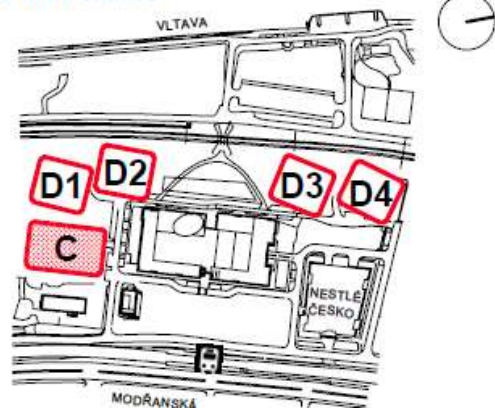 VLTAVA
D1
D2
D3
D4
C
NESTLÉ
ČESKO
MODŘANSKÁ